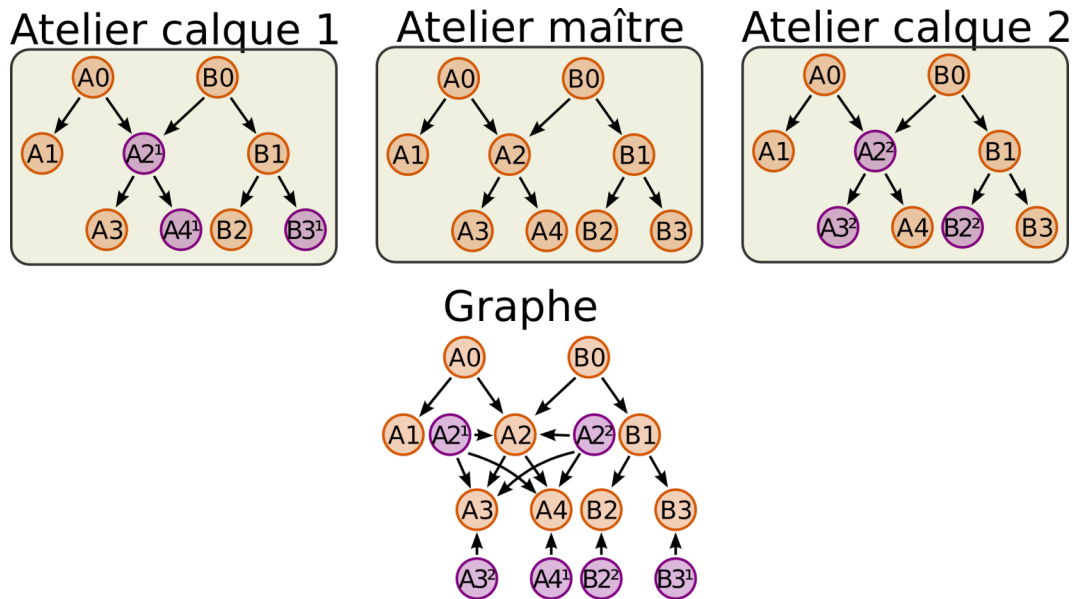 Atelier calque 1
A0 B0
A1 A2¹ B1
A3 A4¹ B2 B3¹
Atelier maître
A0 B0
A1 A2 B1
A3 A4 B2 B3
Atelier calque 2
A0 B0
A1 A2² B1
A3² A4 B2² B3
Graphe
A0 B0
A1 A2¹ A2 A2² B1
A3 A4 B2 B3
A3² A4¹ B2² B3¹